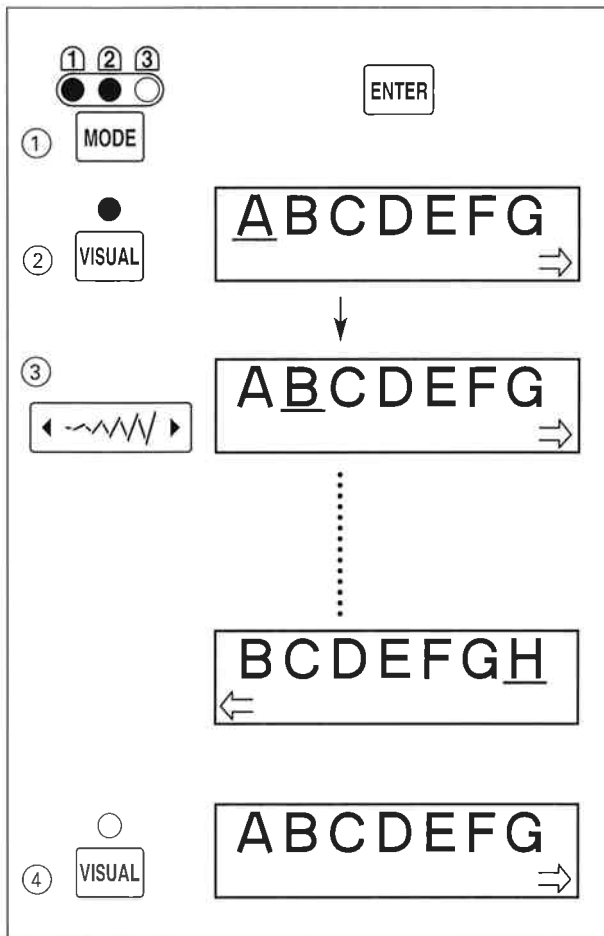 1 2 3
ENTER
① MODE
ABCDEFG
② VISUAL
③
ABCDEFG
BCDEFGH
ABCDEFG
④ VISUAL